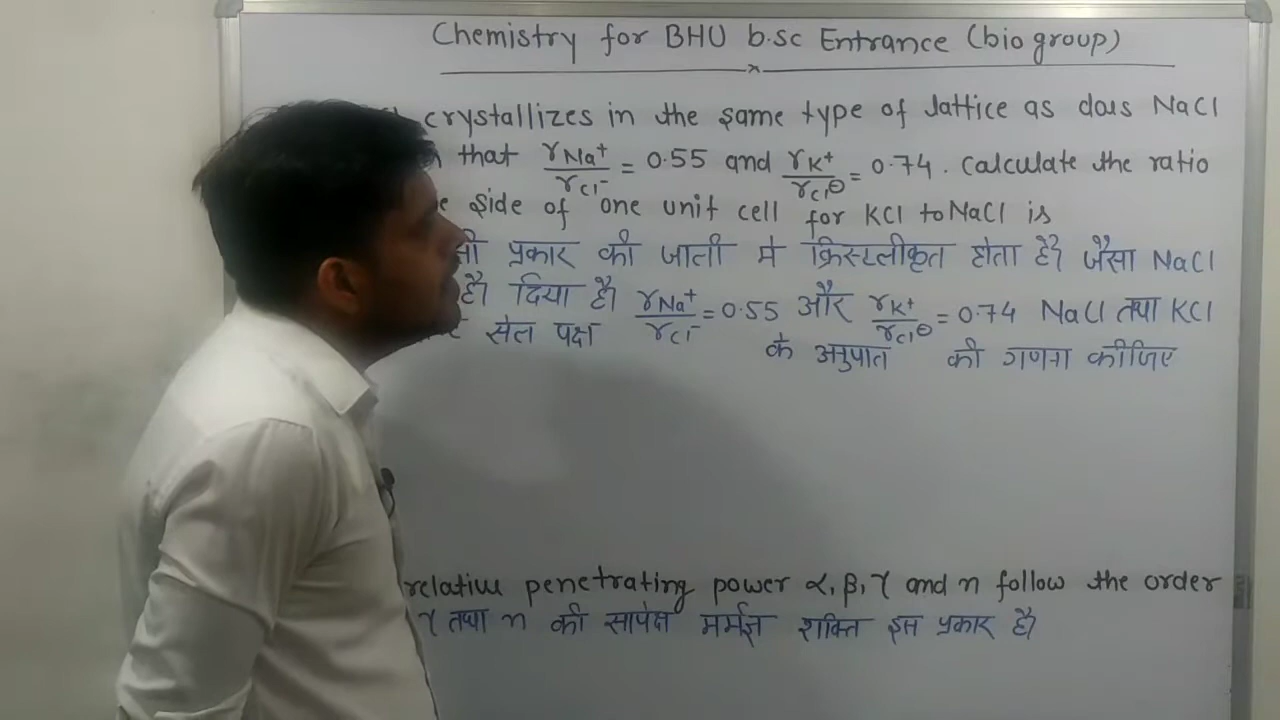 Chemistry for BHU b.sc Entrance (bio group)
crystallizes in the same type of lattice as dous NaCl
that rNa⁺/rCl⁻ = 0.55 and rK⁺/rCl⊖ = 0.74. Calculate the ratio
side of one unit cell for KCl to NaCl is
प्रकार की जाती मे क्रिस्टलीकृत होता है। जैसा NaCl
है। दिया है। rNa⁺/rCl⁻ = 0.55 और rK⁺/rCl⊖ = 0.74 NaCl तथा KCl
सेल पक्ष के अनुपात की गणना कीजिए
relative penetrating power α, β, γ and n follow the order
γ तथा n की सापेक्ष मर्मज्ञ शक्ति इस प्रकार है।